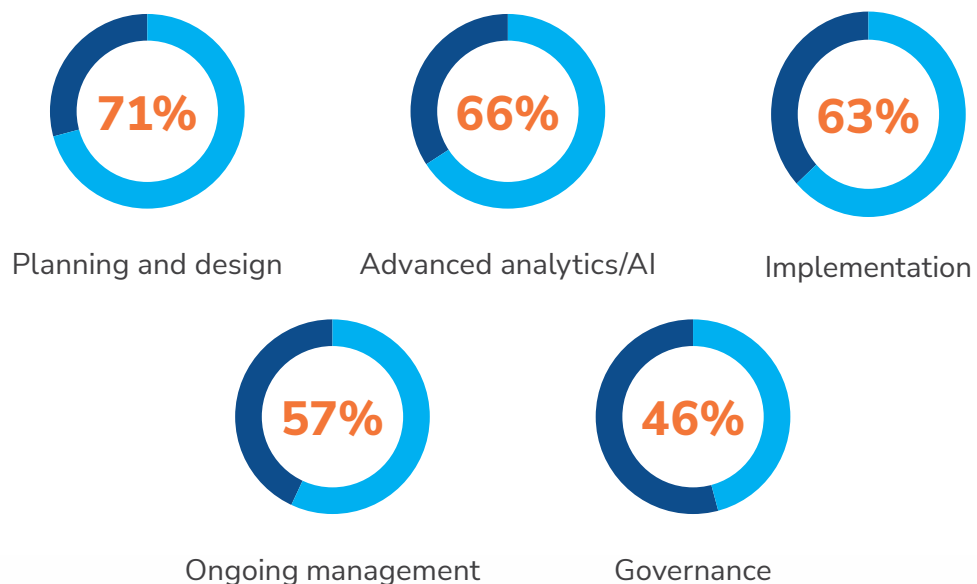 71%
66%
63%
Planning and design
Advanced analytics/AI
Implementation
57%
46%
Ongoing management
Governance